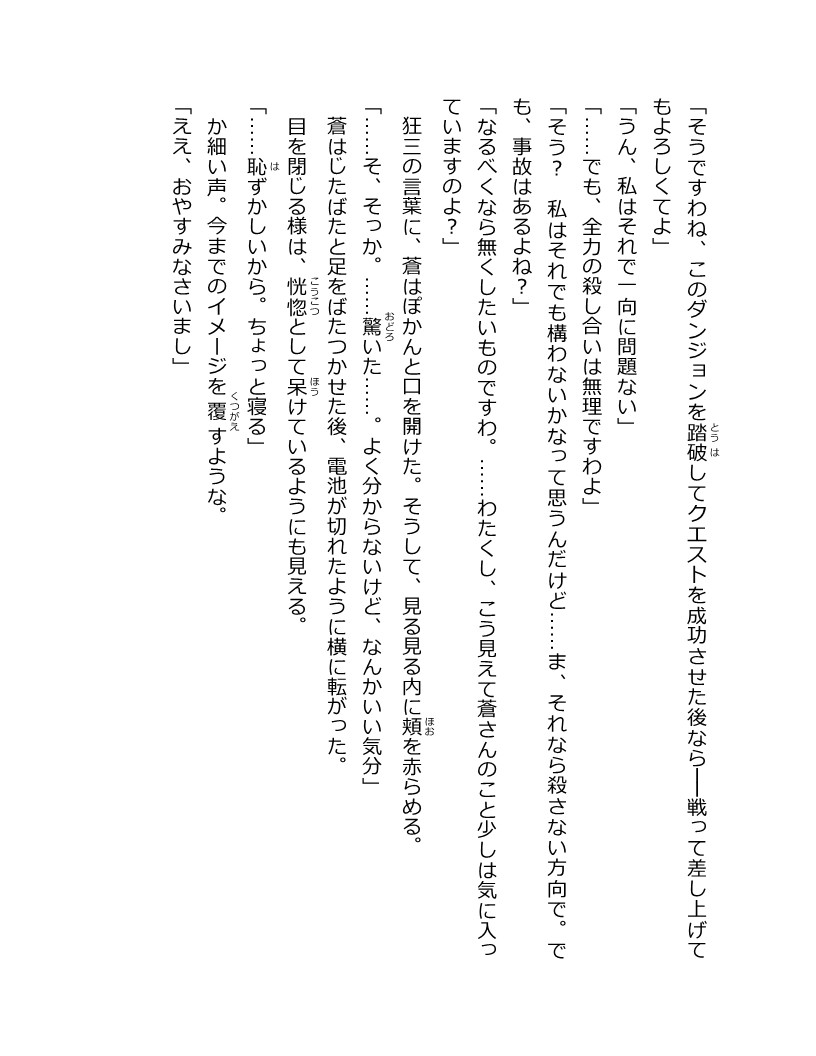 「そうですわね、このダンジョンを踏破してクエストを成功させた後なら――戦って差し上げて
もよろしくてよ」
「うん、私はそれで一向に問題ない」
「……でも、全力の殺し合いは無理ですわよ」
「そう？　私はそれでも構わないかなって思うんだけど……ま、それなら殺さない方向で。で
も、事故はあるよね？」
「なるべくなら無くしたいものですわ。……わたくし、こう見えて蒼さんのこと少しは気に入っ
ていますのよ？」
　狂三の言葉に、蒼はぽかんと口を開けた。そうして、見る見る内に頬を赤らめる。
「……そ、そっか。……驚いた……。よく分からないけど、なんかいい気分」
　蒼はじたばたと足をばたつかせた後、電池が切れたように横に転がった。
　目を閉じる様は、恍惚として呆けているようにも見える。
「……恥ずかしいから。ちょっと寝る」
　か細い声。今までのイメージを覆すような。
「ええ、おやすみなさいまし」